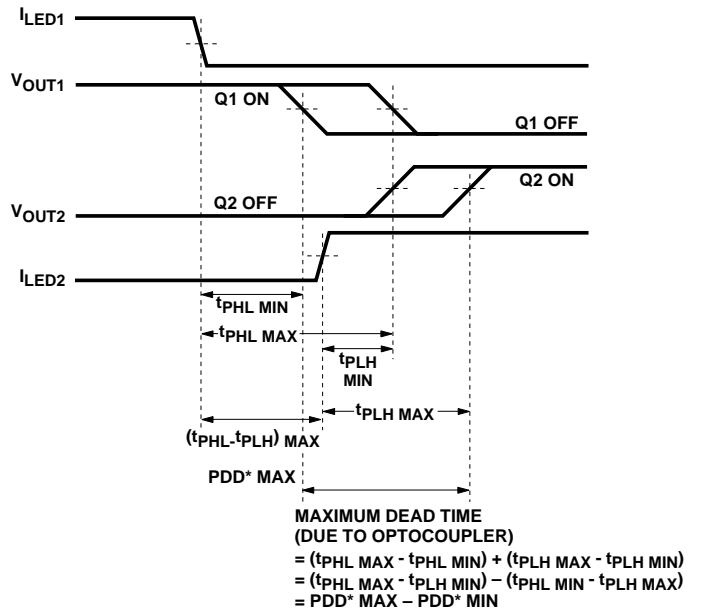 ILED1
VOUT1
Q1 ON
Q1 OFF
Q2 OFF
Q2 ON
VOUT2
ILED2
tPHL MIN
tPHL MAX
tPLH
MIN
tPLH MAX
(tPHL-tPLH) MAX
PDD* MAX
MAXIMUM DEAD TIME
(DUE TO OPTOCOUPLER)
= (tPHL MAX - tPHL MIN) + (tPLH MAX - tPLH MIN)
= (tPHL MAX - tPLH MIN) – (tPHL MIN - tPLH MAX)
= PDD* MAX – PDD* MIN